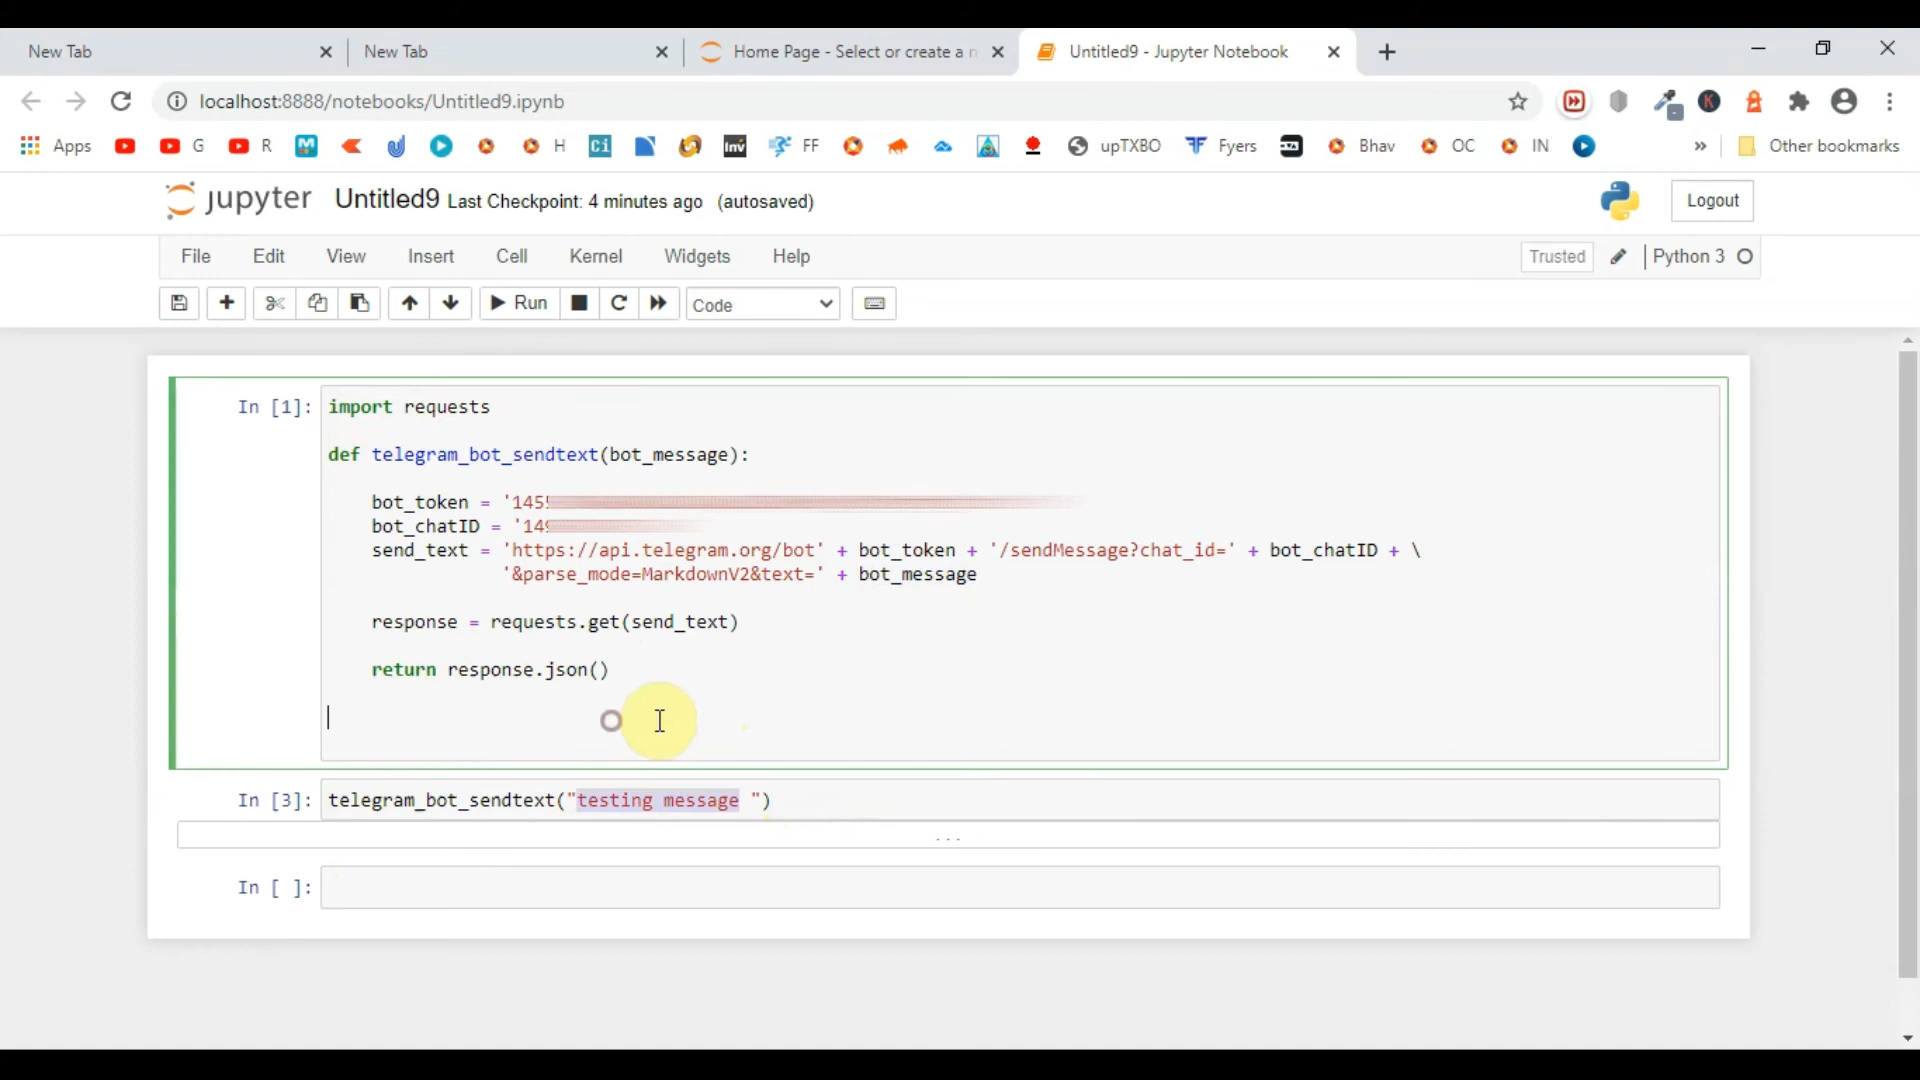 New Tab
New Tab
Home Page - Select or create a n
Untitled9 - Jupyter Notebook
localhost:8888/notebooks/Untitled9.ipynb
Apps G R H Ci Inv FF upTXBO Fyers Bhav OC IN » Other bookmarks
jupyter Untitled9 Last Checkpoint: 4 minutes ago (autosaved)
Logout
File Edit View Insert Cell Kernel Widgets Help
Trusted Python 3
Run Code
In [1]: import requests
def telegram_bot_sendtext(bot_message):
bot_token = '145
bot_chatID = '14
send_text = 'https://api.telegram.org/bot' + bot_token + '/sendMessage?chat_id=' + bot_chatID + \
'&parse_mode=MarkdownV2&text=' + bot_message
response = requests.get(send_text)
return response.json()
In [3]: telegram_bot_sendtext("testing message ")
...
In [ ]: